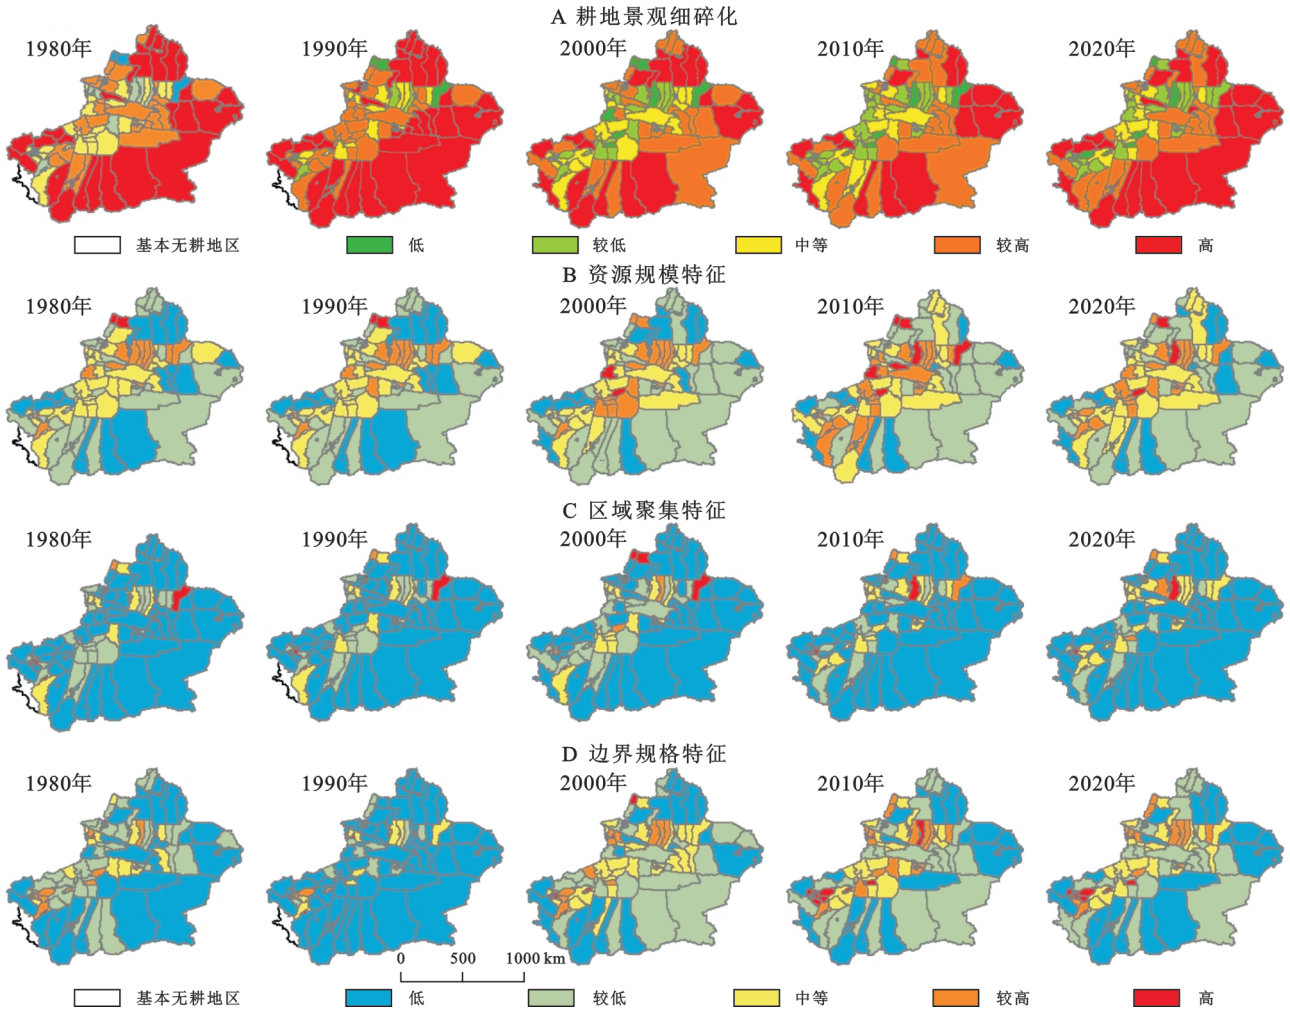 A 耕地景观细碎化
1980年 1990年 2000年 2010年 2020年
基本无耕地区 低 较低 中等 较高 高
B 资源规模特征
1980年 1990年 2000年 2010年 2020年
C 区域聚集特征
1980年 1990年 2000年 2010年 2020年
D 边界规格特征
1980年 1990年 2000年 2010年 2020年
0 500 1000 km
基本无耕地区 低 较低 中等 较高 高